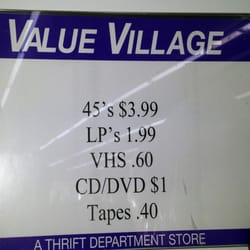 VALUE VILLAGE
45's $3.99
LP's 1.99
VHS .60
CD/DVD $1
Tapes .40
A THRIFT DEPARTMENT STORE